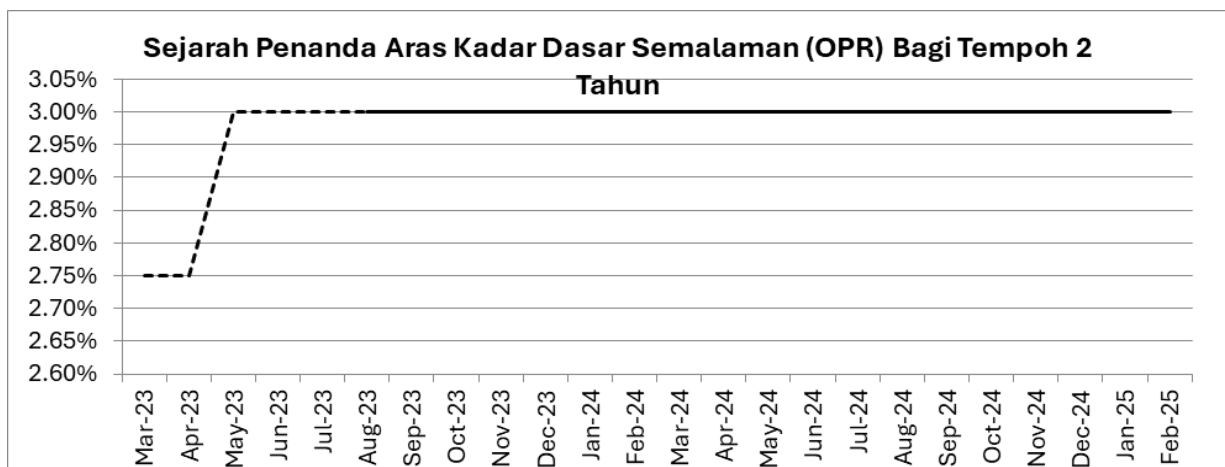 Sejarah Penanda Aras Kadar Dasar Semalaman (OPR) Bagi Tempoh 2
Tahun
3.05%
3.00%
2.95%
2.90%
2.85%
2.80%
2.75%
2.70%
2.65%
2.60%
Mar-23
Apr-23
May-23
Jun-23
Jul-23
Aug-23
Sep-23
Oct-23
Nov-23
Dec-23
Jan-24
Feb-24
Mar-24
Apr-24
May-24
Jun-24
Jul-24
Aug-24
Sep-24
Oct-24
Nov-24
Dec-24
Jan-25
Feb-25